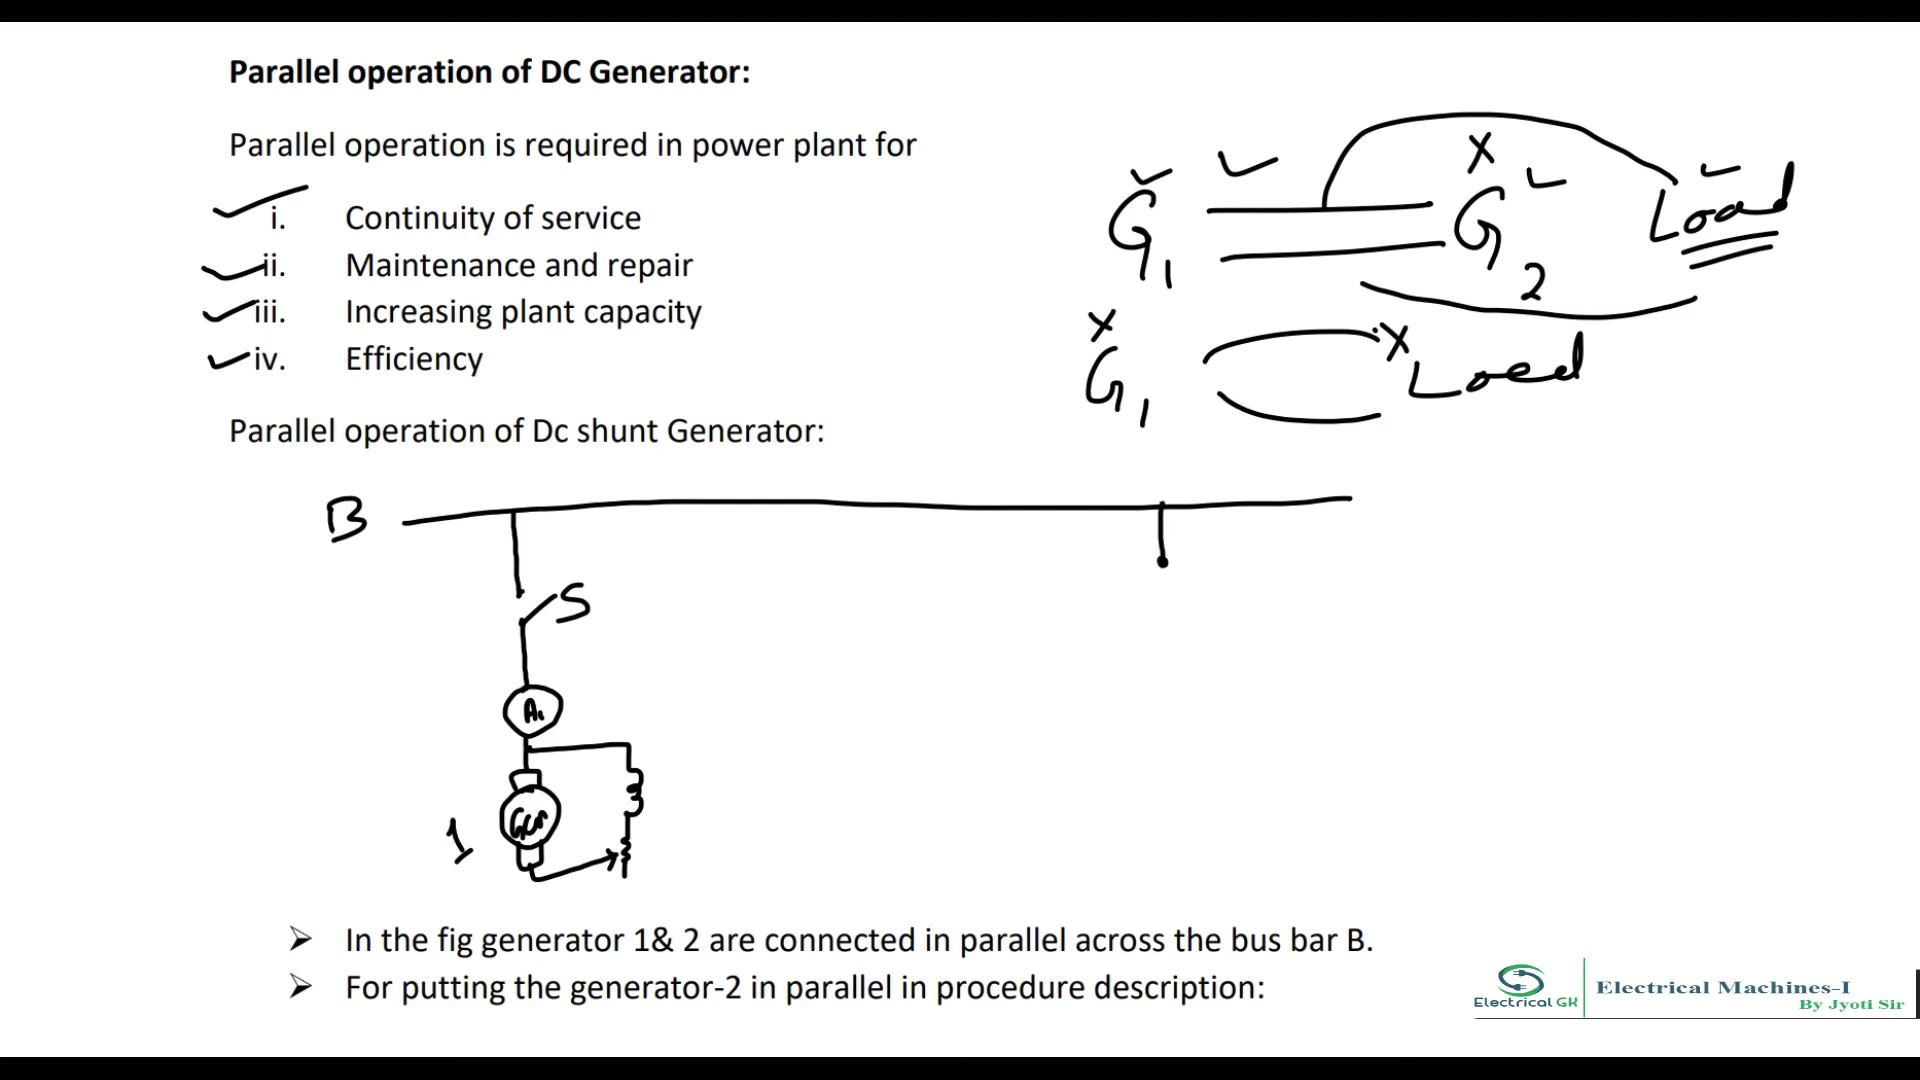 Parallel operation of DC Generator:
Parallel operation is required in power plant for
i. Continuity of service
ii. Maintenance and repair
iii. Increasing plant capacity
iv. Efficiency
G1 G2 Load
G1 Load
Parallel operation of Dc shunt Generator:
B
S
A1
1 Gen
➢ In the fig generator 1& 2 are connected in parallel across the bus bar B.
➢ For putting the generator-2 in parallel in procedure description:
Electrical GK
Electrical Machines-I
By Jyoti Sir